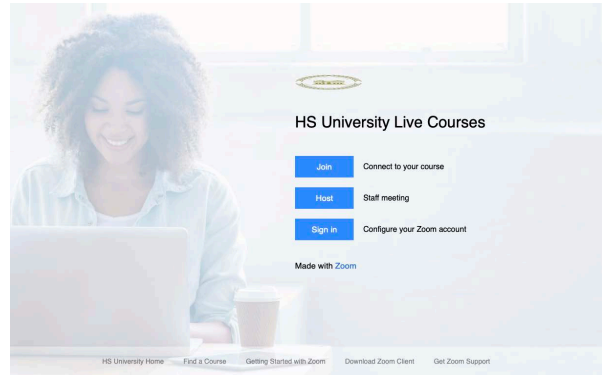 HS University Live Courses
Join Connect to your course
Host Staff meeting
Sign in Configure your Zoom account
Made with Zoom
HS University Home Find a Course Getting Started with Zoom Download Zoom Client Get Zoom Support